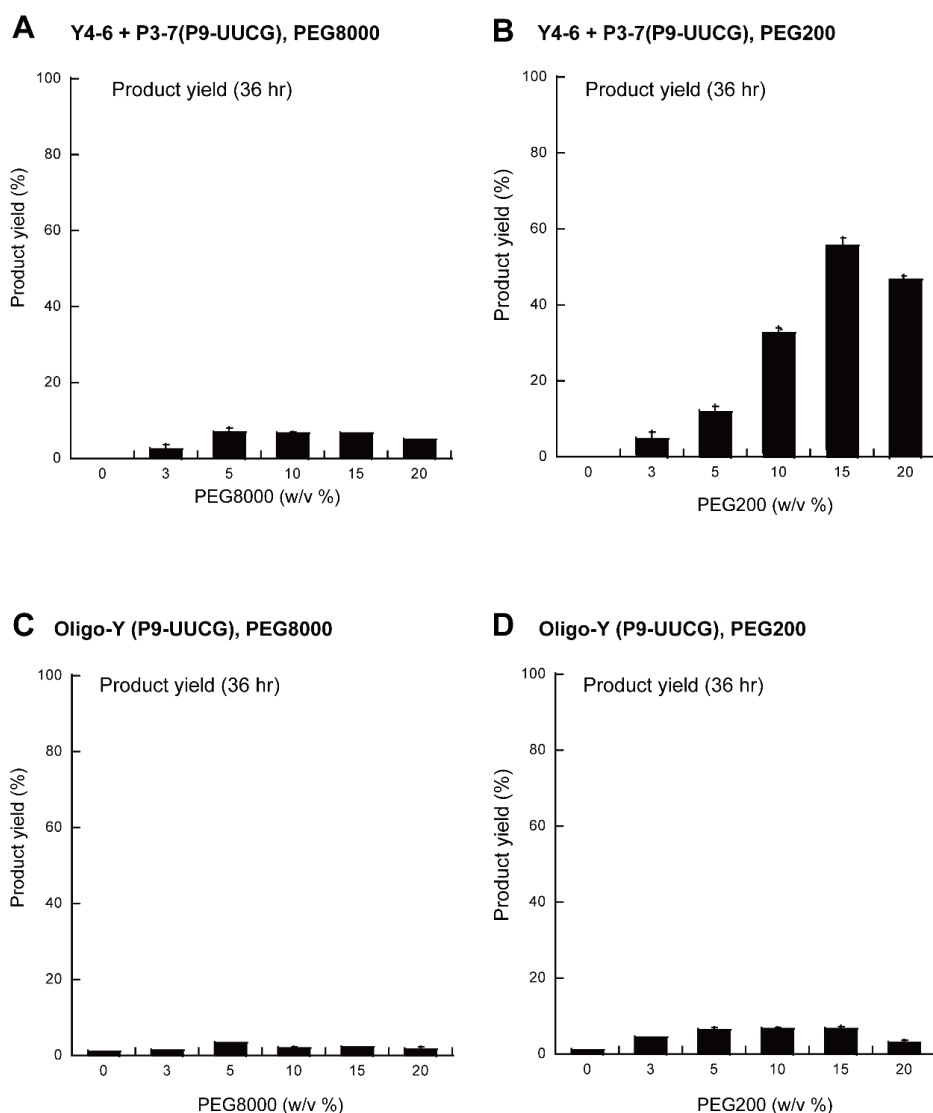 A Y4-6 + P3-7(P9-UUCG), PEG8000
Product yield (36 hr)
Product yield (%)
100
80
60
40
20
0
0 3 5 10 15 20
PEG8000 (w/v %)
B Y4-6 + P3-7(P9-UUCG), PEG200
Product yield (36 hr)
Product yield (%)
100
80
60
40
20
0
0 3 5 10 15 20
PEG200 (w/v %)
C Oligo-Y (P9-UUCG), PEG8000
Product yield (36 hr)
Product yield (%)
100
80
60
40
20
0
0 3 5 10 15 20
PEG8000 (w/v %)
D Oligo-Y (P9-UUCG), PEG200
Product yield (36 hr)
Product yield (%)
100
80
60
40
20
0
0 3 5 10 15 20
PEG200 (w/v %)